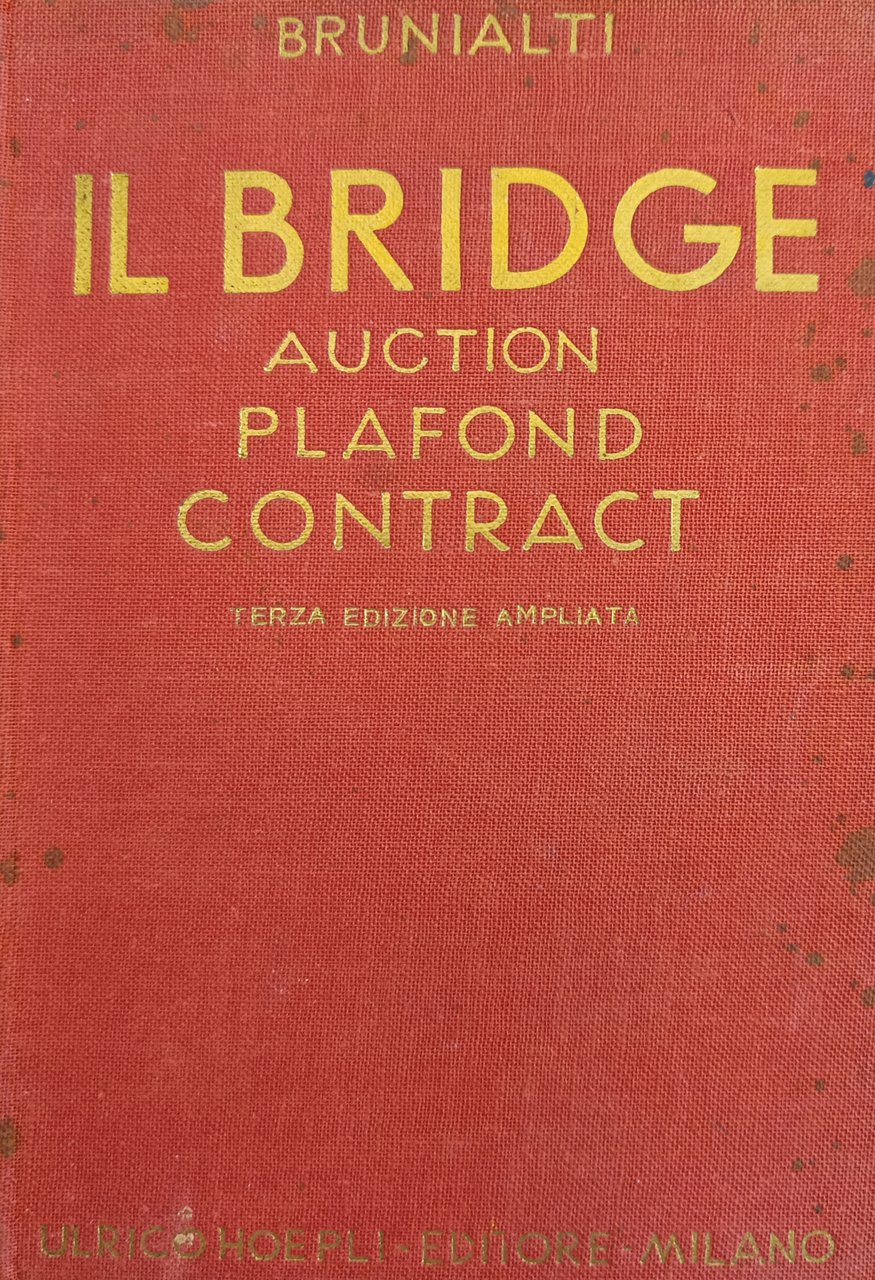 BRUNIALTI
IL BRIDGE
AUCTION
PLAFOND
CONTRACT
TERZA EDIZIONE AMPLIATA
ULRICO HOEPLI - EDITORE - MILANO